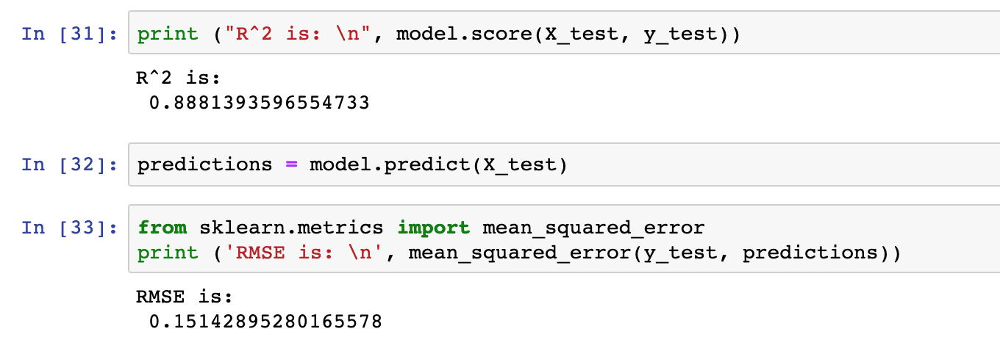 In [31]: print ("R^2 is: \n", model.score(X_test, y_test))
R^2 is:
0.8881393596554733
In [32]: predictions = model.predict(X_test)
In [33]: from sklearn.metrics import mean_squared_error
print ('RMSE is: \n', mean_squared_error(y_test, predictions))
RMSE is:
0.15142895280165578